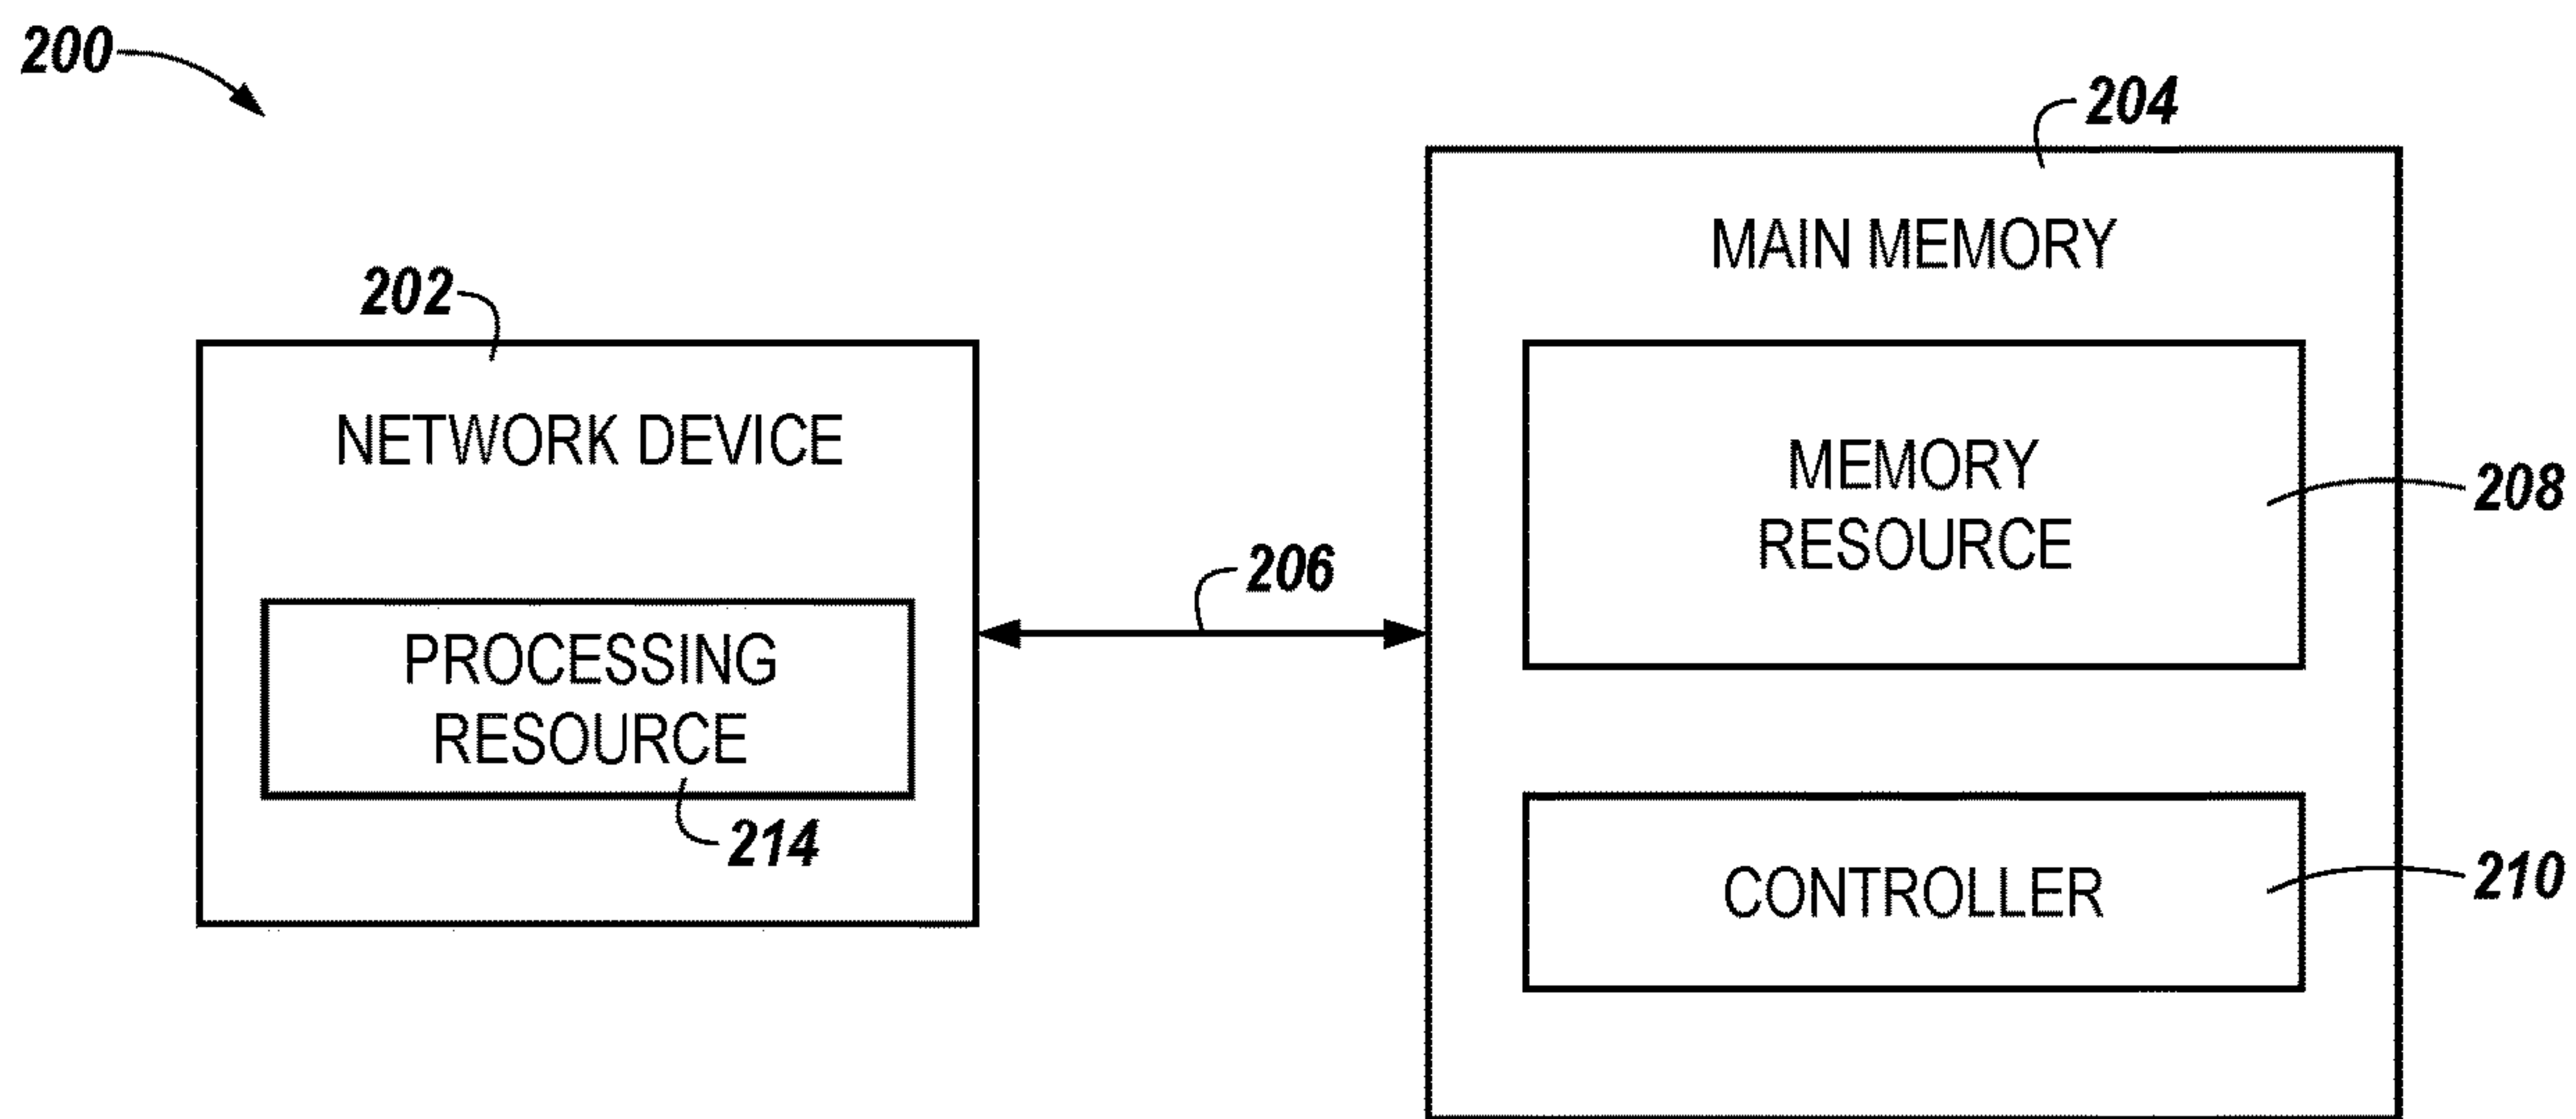 200
204
MAIN MEMORY
202
NETWORK DEVICE
MEMORY
RESOURCE
208
206
PROCESSING
RESOURCE
214
CONTROLLER
210